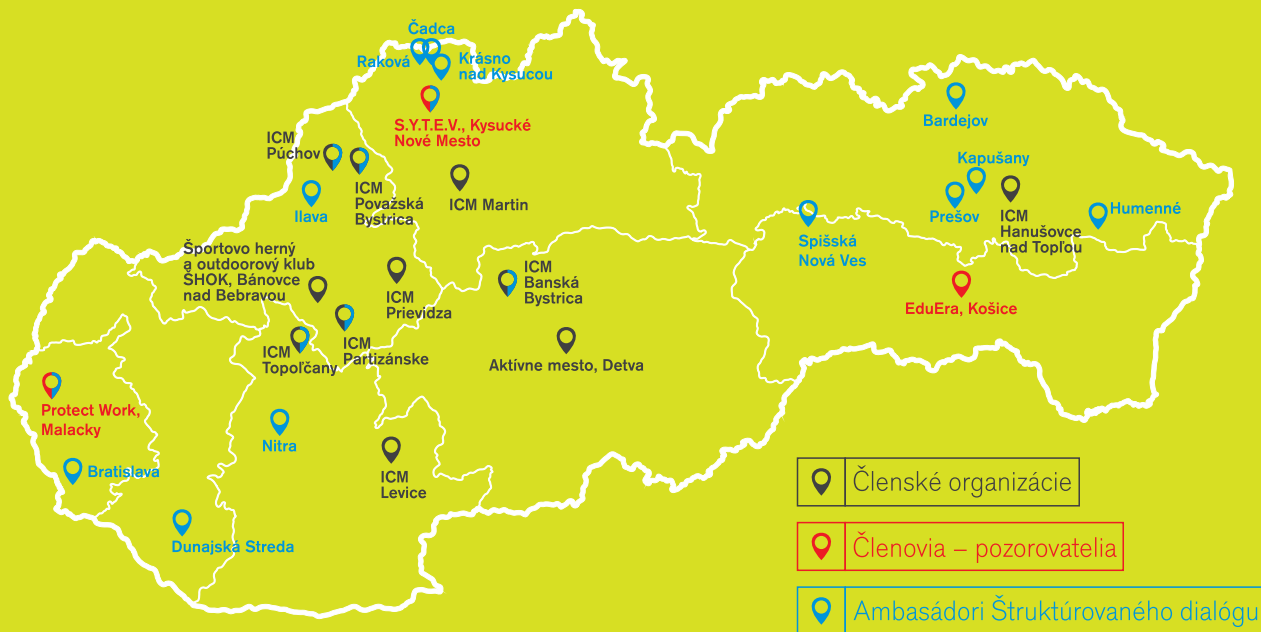 Čadca
Raková
Krásno
nad Kysucou
S.Y.T.E.V., Kysucké
Nové Mesto
ICM
Púchov
ICM
Považská
Bystrica
Ilava
ICM Martin
Bardejov
Kapušany
Prešov
ICM
Hanušovce
nad Topľou
Humenné
Spišská
Nová Ves
EduEra, Košice
Športovo herný
a outdoorový klub
ŠHOK, Bánovce
nad Bebravou
ICM
Prievidza
ICM
Banská
Bystrica
ICM
Topoľčany
ICM
Partizánske
Aktívne mesto, Detva
Protect Work,
Malacky
Nitra
Bratislava
ICM
Levice
Dunajská Streda
Členské organizácie
Členovia – pozorovatelia
Ambasádori Štruktúrovaného dialógu